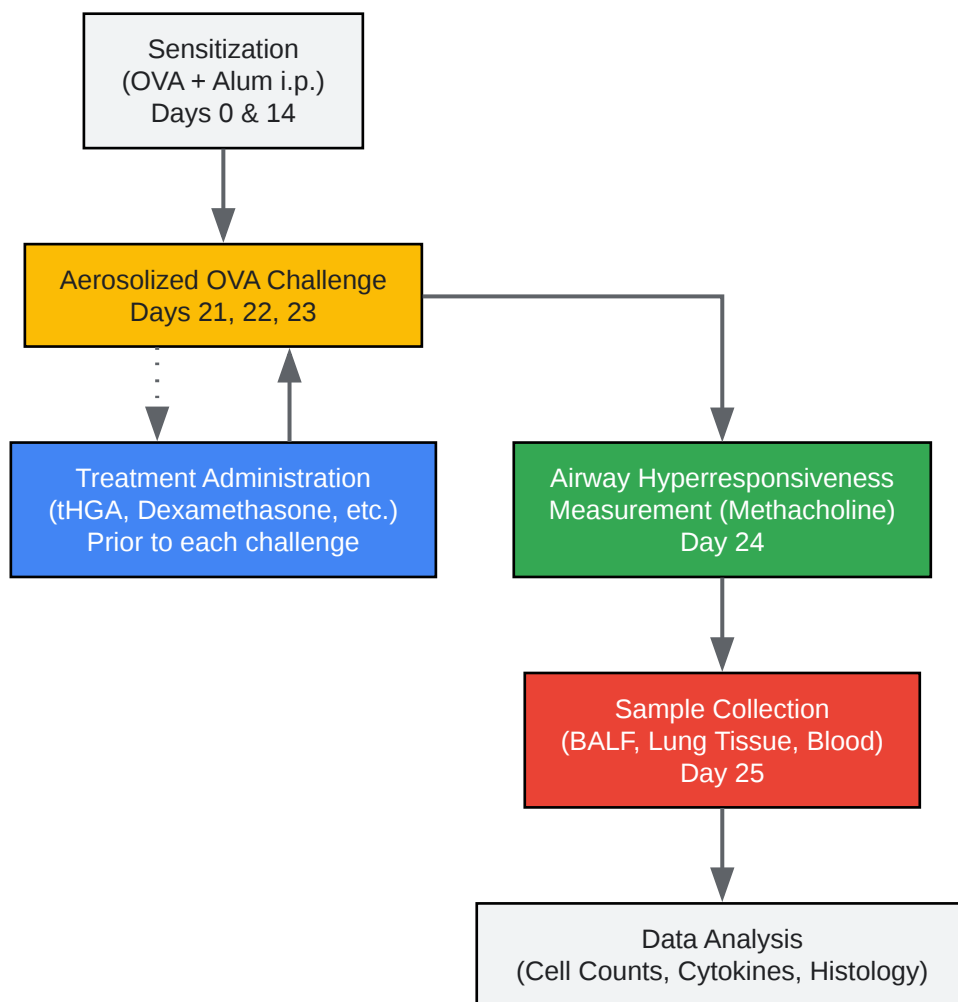 Sensitization
(OVA + Alum i.p.)
Days 0 & 14
Aerosolized OVA Challenge
Days 21, 22, 23
Treatment Administration
(tHGA, Dexamethasone, etc.)
Prior to each challenge
Airway Hyperresponsiveness
Measurement (Methacholine)
Day 24
Sample Collection
(BALF, Lung Tissue, Blood)
Day 25
Data Analysis
(Cell Counts, Cytokines, Histology)